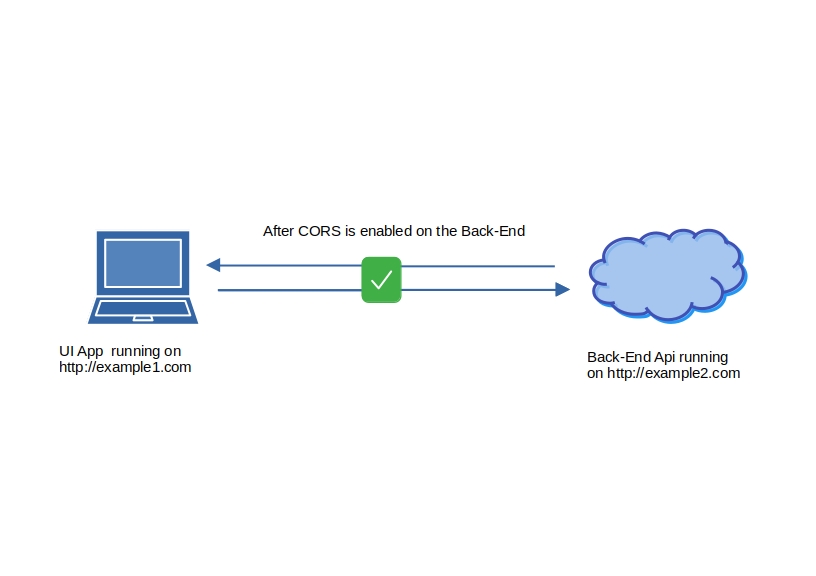 After CORS is enabled on the Back-End
UI App  running on
http://example1.com
Back-End Api running
on http://example2.com